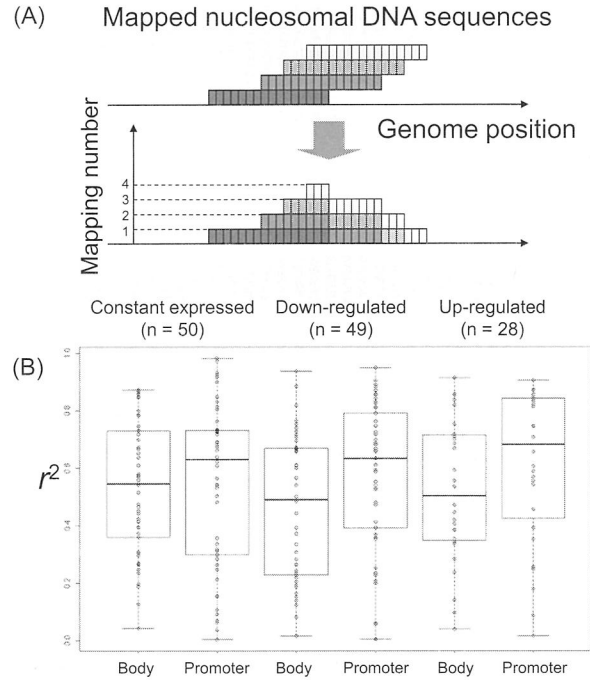 (A) Mapped nucleosomal DNA sequences
Genome position
Mapping number
4
3
2
1
Constant expressed Down-regulated Up-regulated
(n = 50) (n = 49) (n = 28)
(B)
1.0
0.8
0.6
0.4
0.2
0.0
r²
Body Promoter Body Promoter Body Promoter